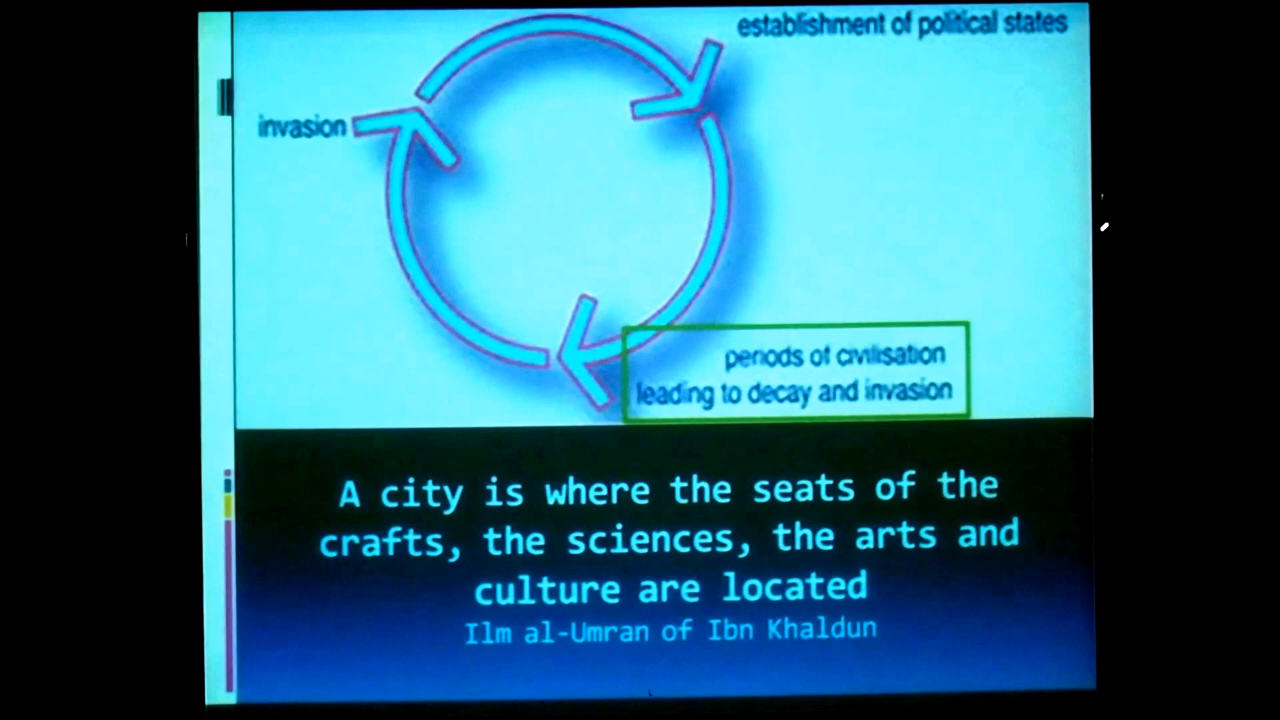 establishment of political states
invasion
periods of civilisation
leading to decay and invasion
A city is where the seats of the
crafts, the sciences, the arts and
culture are located
Ilm al-Umran of Ibn Khaldun